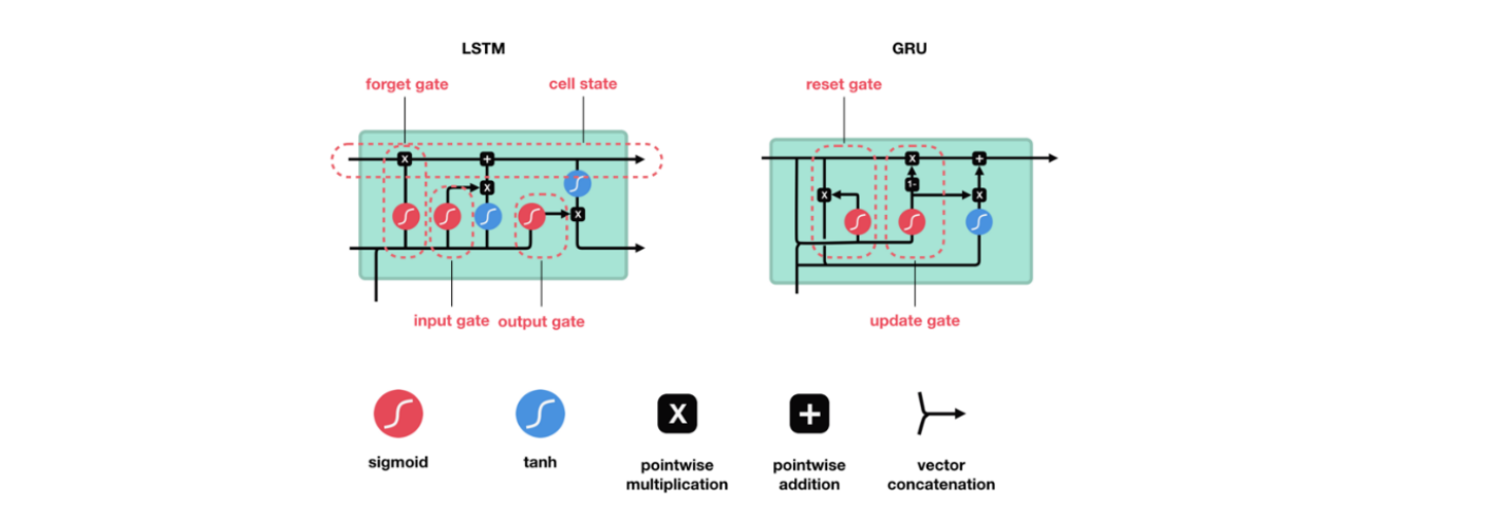 LSTM
GRU
forget gate
cell state
reset gate
X
+
X
+
X
1-
X
X
X
input gate
output gate
update gate
X
+
sigmoid
tanh
pointwise
multiplication
pointwise
addition
vector
concatenation